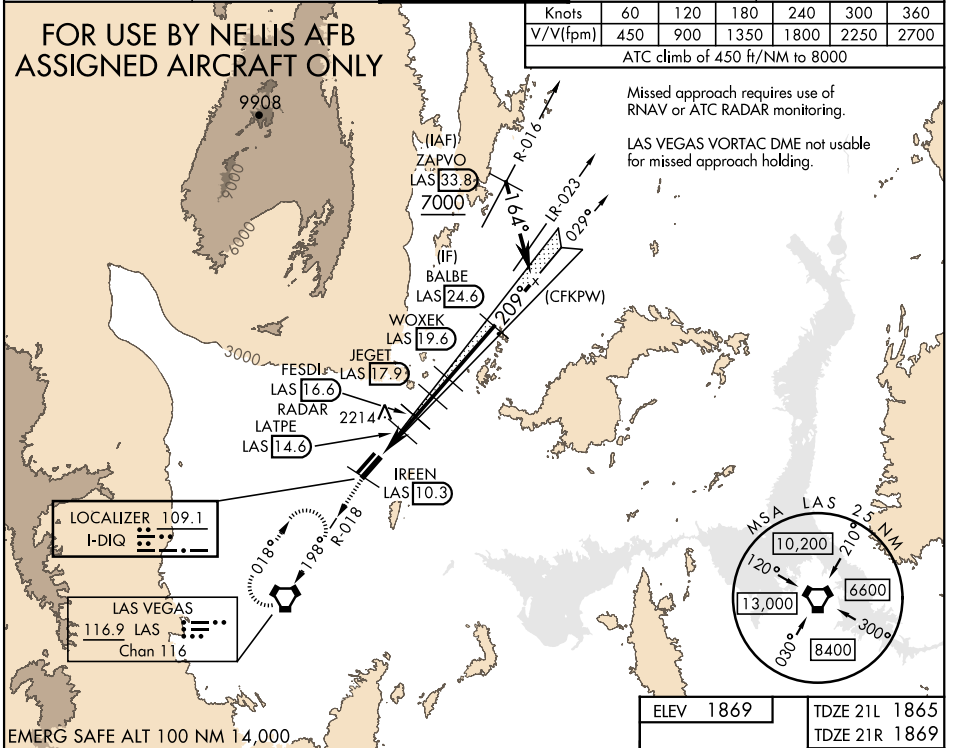 FOR USE BY NELLIS AFB
ASSIGNED AIRCRAFT ONLY
Knots 60 120 180 240 300 360
V/V(fpm) 450 900 1350 1800 2250 2700
ATC climb of 450 ft/NM to 8000
Missed approach requires use of
RNAV or ATC RADAR monitoring.
LAS VEGAS VORTAC DME not usable
for missed approach holding.
9908
9000
6000
3000
(IAF)
ZAPVO
LAS 33.8
7000
R-016
194°
LR-023
029°
(IF)
BALBE
LAS 24.6
209°
(CFKPW)
WOXEK
LAS 19.6
JEGET
LAS 17.9
FESDI
LAS 16.6
RADAR
2214
LATPE
LAS 14.6
IREEN
LAS 10.3
LOCALIZER 109.1
I-DIQ
R-018
018°
198°
LAS VEGAS
116.9 LAS
Chan 116
MSA LAS 25 NM
10,200
210°
120°
6600
13,000
300°
030°
8400
ELEV 1869
TDZE 21L 1865
TDZE 21R 1869
EMERG SAFE ALT 100 NM 14,000